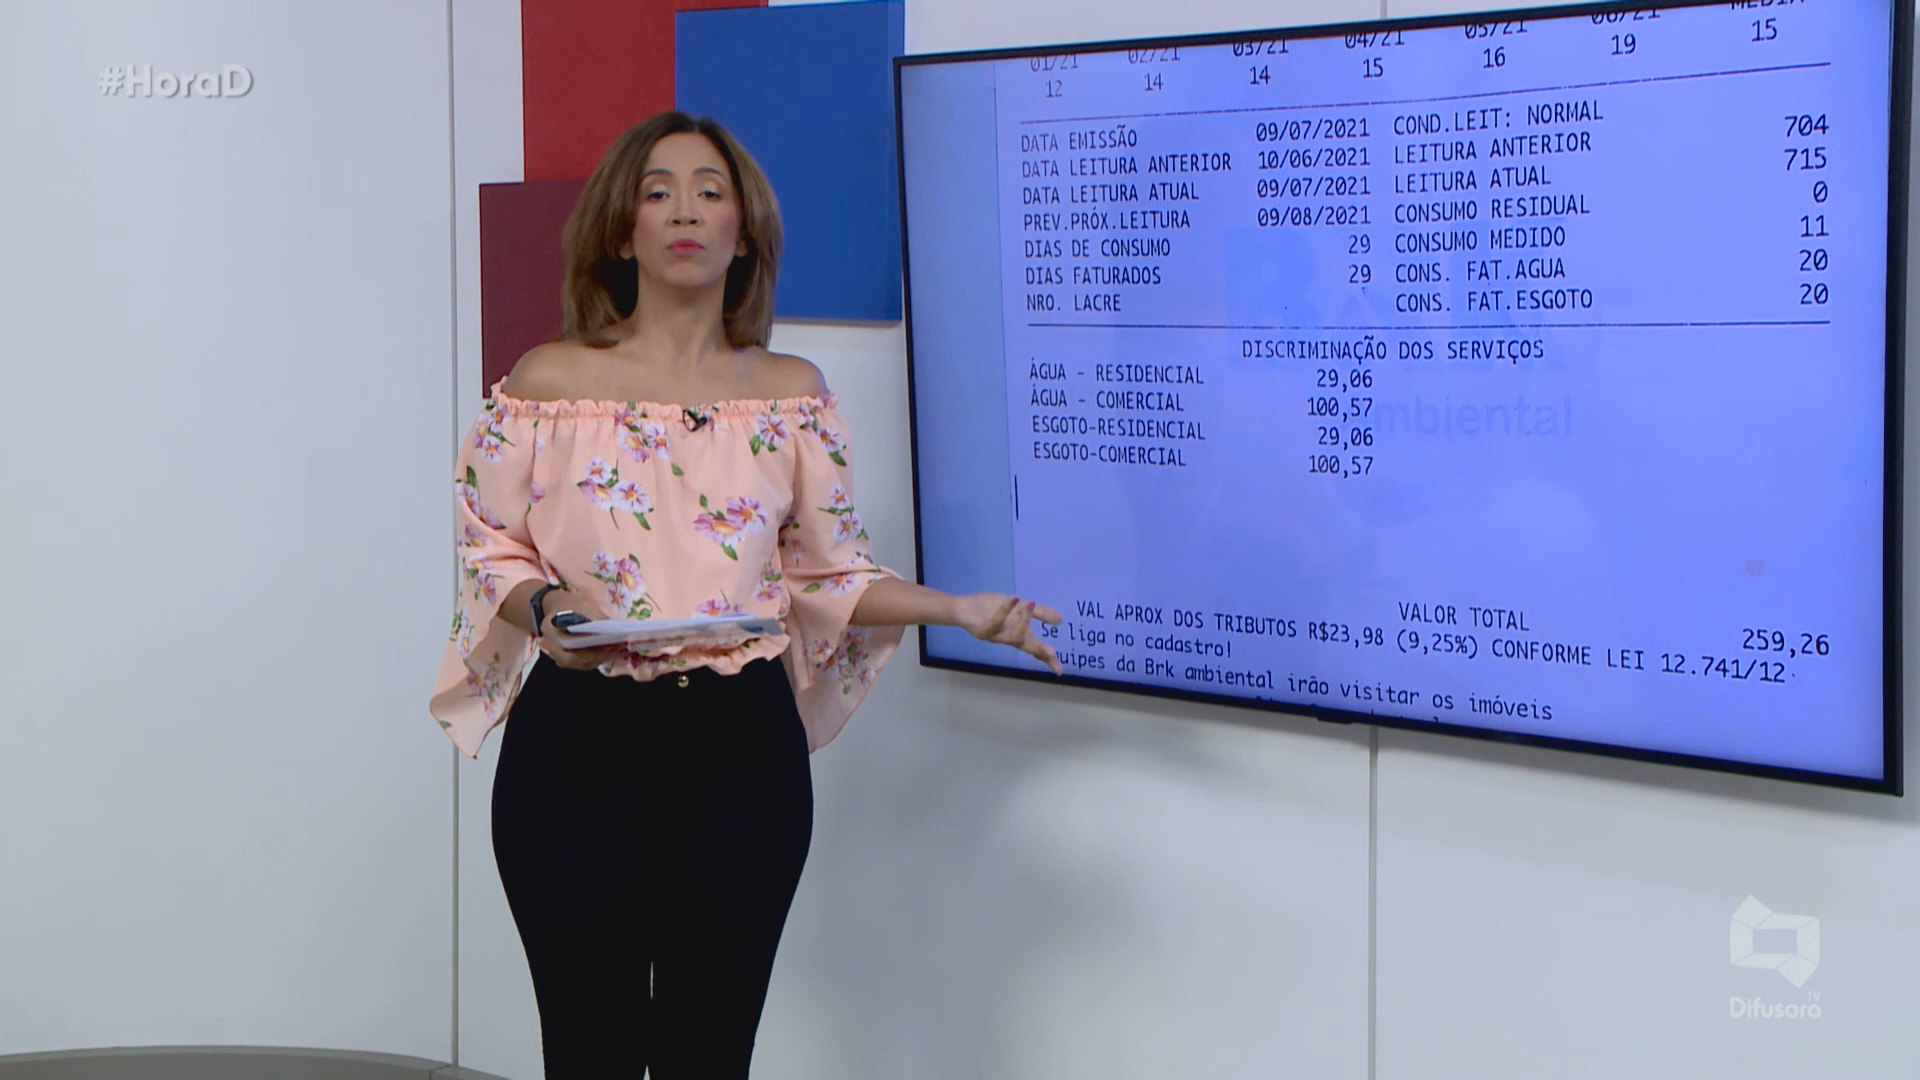 #HoraD
01/21 02/21 03/21 04/21 05/21 06/21 MÉDIA
12 14 14 15 16 19 15
DATA EMISSÃO 09/07/2021 COND.LEIT: NORMAL
DATA LEITURA ANTERIOR 10/06/2021 LEITURA ANTERIOR 704
DATA LEITURA ATUAL 09/07/2021 LEITURA ATUAL 715
PREV.PRÓX.LEITURA 09/08/2021 CONSUMO RESIDUAL 0
DIAS DE CONSUMO 29 CONSUMO MEDIDO 11
DIAS FATURADOS 29 CONS. FAT.AGUA 20
NRO. LACRE CONS. FAT.ESGOTO 20
DISCRIMINAÇÃO DOS SERVIÇOS
ÁGUA - RESIDENCIAL 29,06
ÁGUA - COMERCIAL 100,57
ESGOTO-RESIDENCIAL 29,06
ESGOTO-COMERCIAL 100,57
ambiental
VALOR TOTAL 259,26
VAL APROX DOS TRIBUTOS R$23,98 (9,25%) CONFORME LEI 12.741/12
Se liga no cadastro!
da Brk ambiental irão visitar os imóveis
TV
Difusora